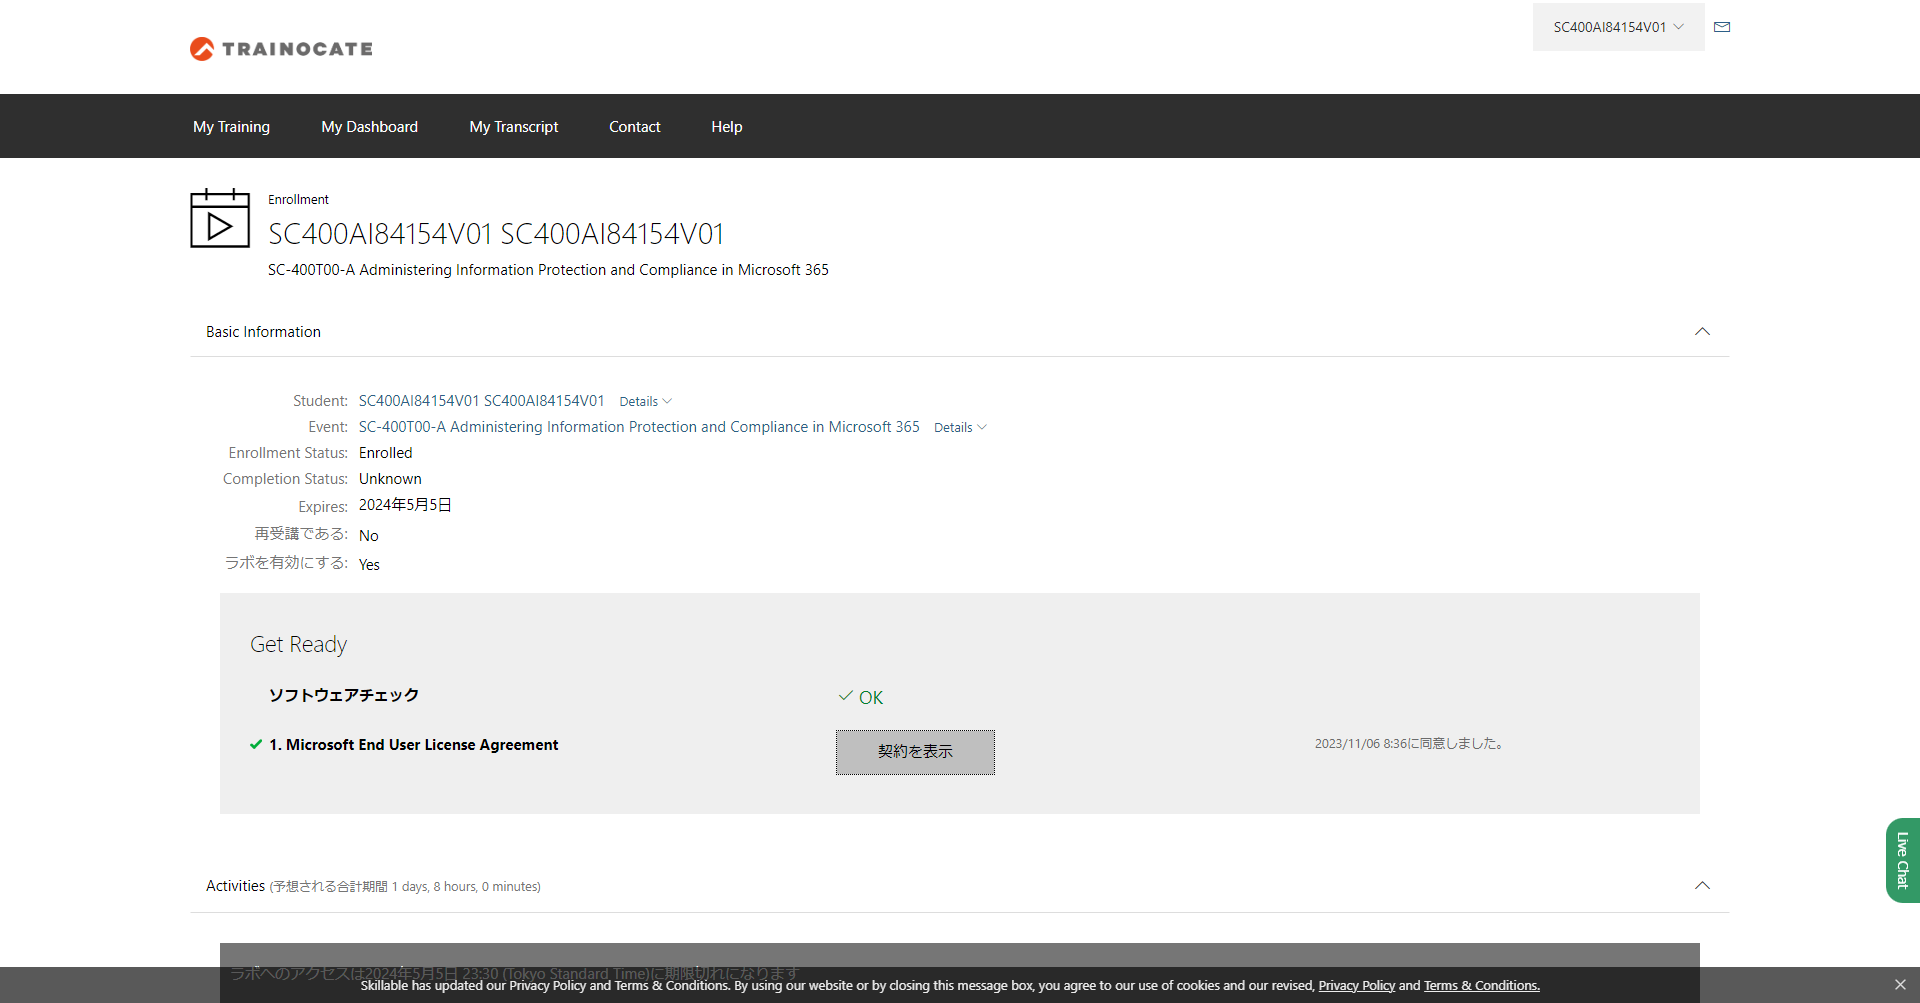 SC400AI84154V01
TRAINOCATE
My Training
My Dashboard
My Transcript
Contact
Help
Enrollment
SC400AI84154V01 SC400AI84154V01
SC-400T00-A Administering Information Protection and Compliance in Microsoft 365
Basic Information
Student: SC400AI84154V01 SC400AI84154V01 Details
Event: SC-400T00-A Administering Information Protection and Compliance in Microsoft 365 Details
Enrollment Status: Enrolled
Completion Status: Unknown
Expires: 2024年5月5日
再受講である: No
ラボを有効にする: Yes
Get Ready
ソフトウェアチェック
OK
1. Microsoft End User License Agreement
契約を表示
2023/11/06 8:36に同意しました。
Live Chat
Activities (予想される合計期間 1 days, 8 hours, 0 minutes)
ラボへのアクセスは2024年5月5日 23:30 (Tokyo Standard Time)に期限切れになります
Skillable has updated our Privacy Policy and Terms & Conditions. By using our website or by closing this message box, you agree to our use of cookies and our revised, Privacy Policy and Terms & Conditions.